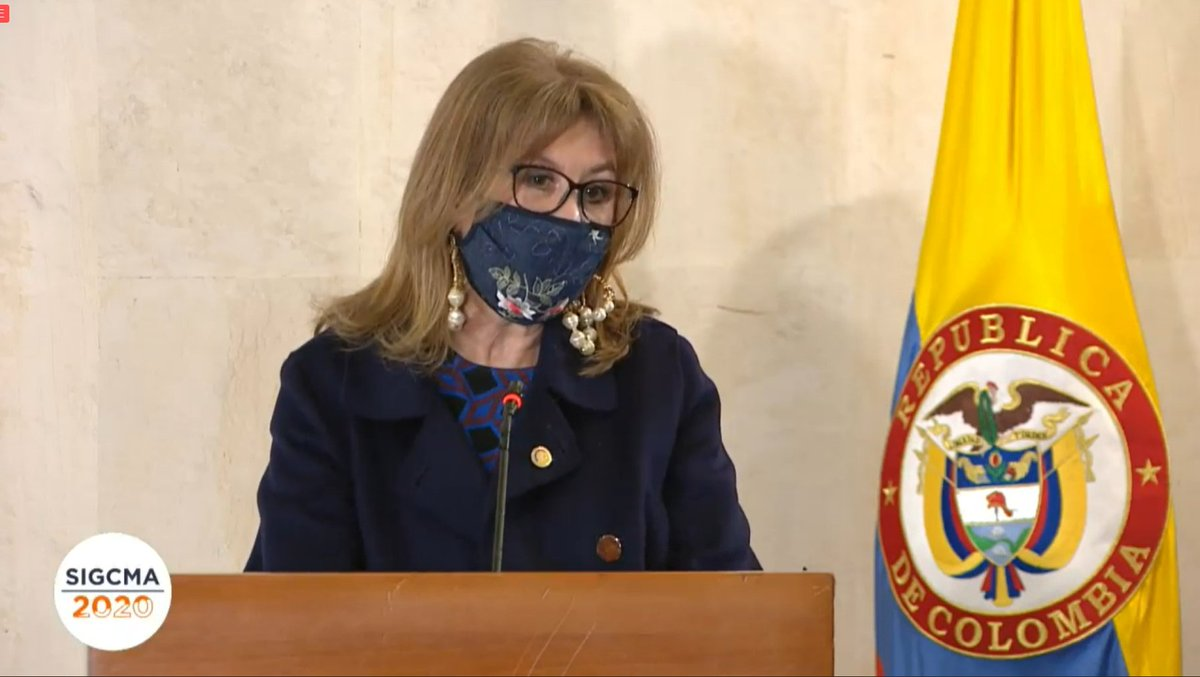 SIGCMA
2020
REPUBLICA
DE COLOMBIA